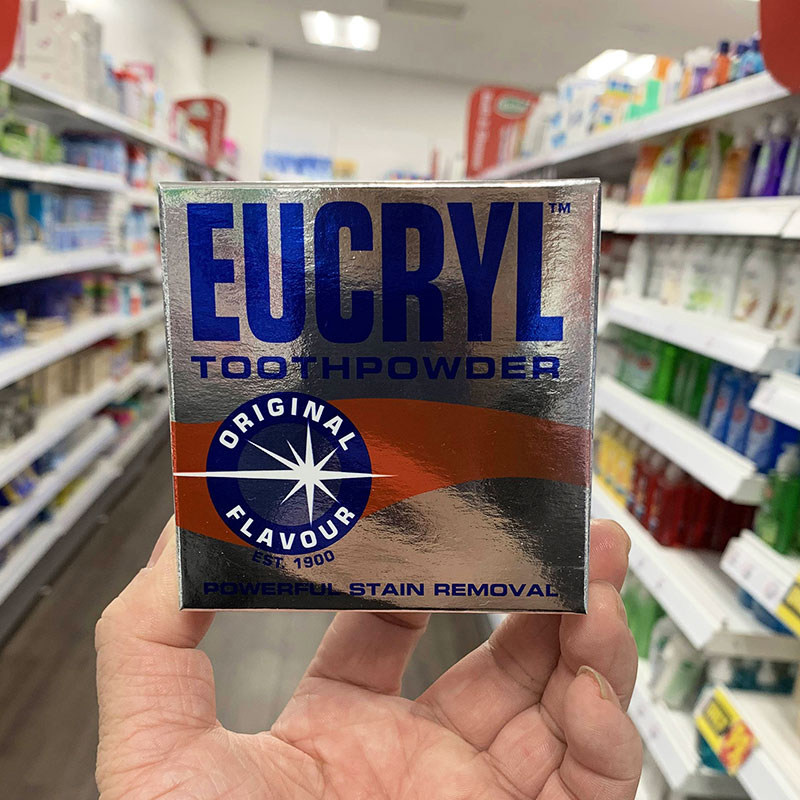 EUCRYL™
TOOTHPOWDER
ORIGINAL
FLAVOUR
EST. 1900
POWERFUL STAIN REMOVAL